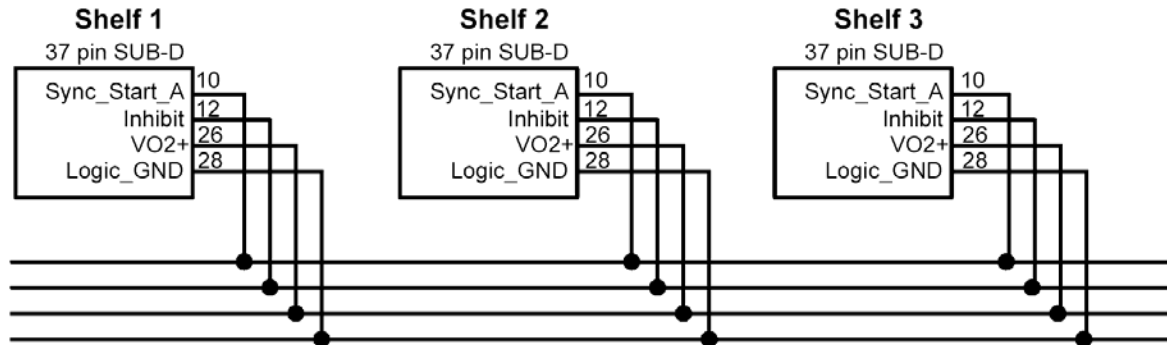 Shelf 1
37 pin SUB-D
Sync_Start_A 10
Inhibit 12
VO2+ 26
Logic_GND 28
Shelf 2
37 pin SUB-D
Sync_Start_A 10
Inhibit 12
VO2+ 26
Logic_GND 28
Shelf 3
37 pin SUB-D
Sync_Start_A 10
Inhibit 12
VO2+ 26
Logic_GND 28